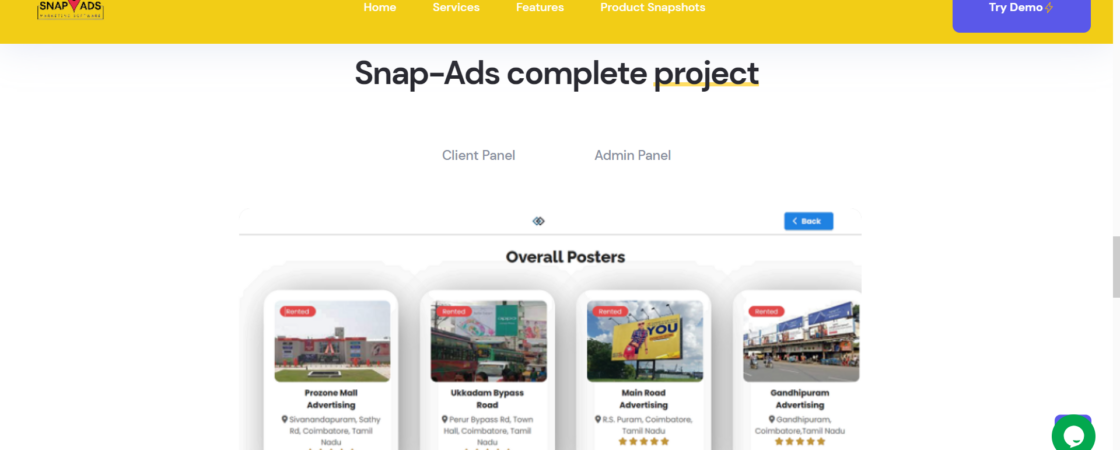 SNAP ADS
MARKETING SOFTWARE
Home
Services
Features
Product Snapshots
Try Demo
Snap-Ads complete project
Client Panel
Admin Panel
Back
Overall Posters
Rented
Rented
Rented
Rented
YOU
Prozone Mall
Advertising
Sivanandapuram, Sathy
Rd, Coimbatore, Tamil
Nadu
Ukkadam Bypass
Road
Perur Bypass Rd, Town
Hall, Coimbatore, Tamil
Nadu
Main Road
Advertising
R.S. Puram, Coimbatore,
Tamil Nadu
Gandhipuram
Advertising
Gandhipuram,
Coimbatore,Tamil Nadu